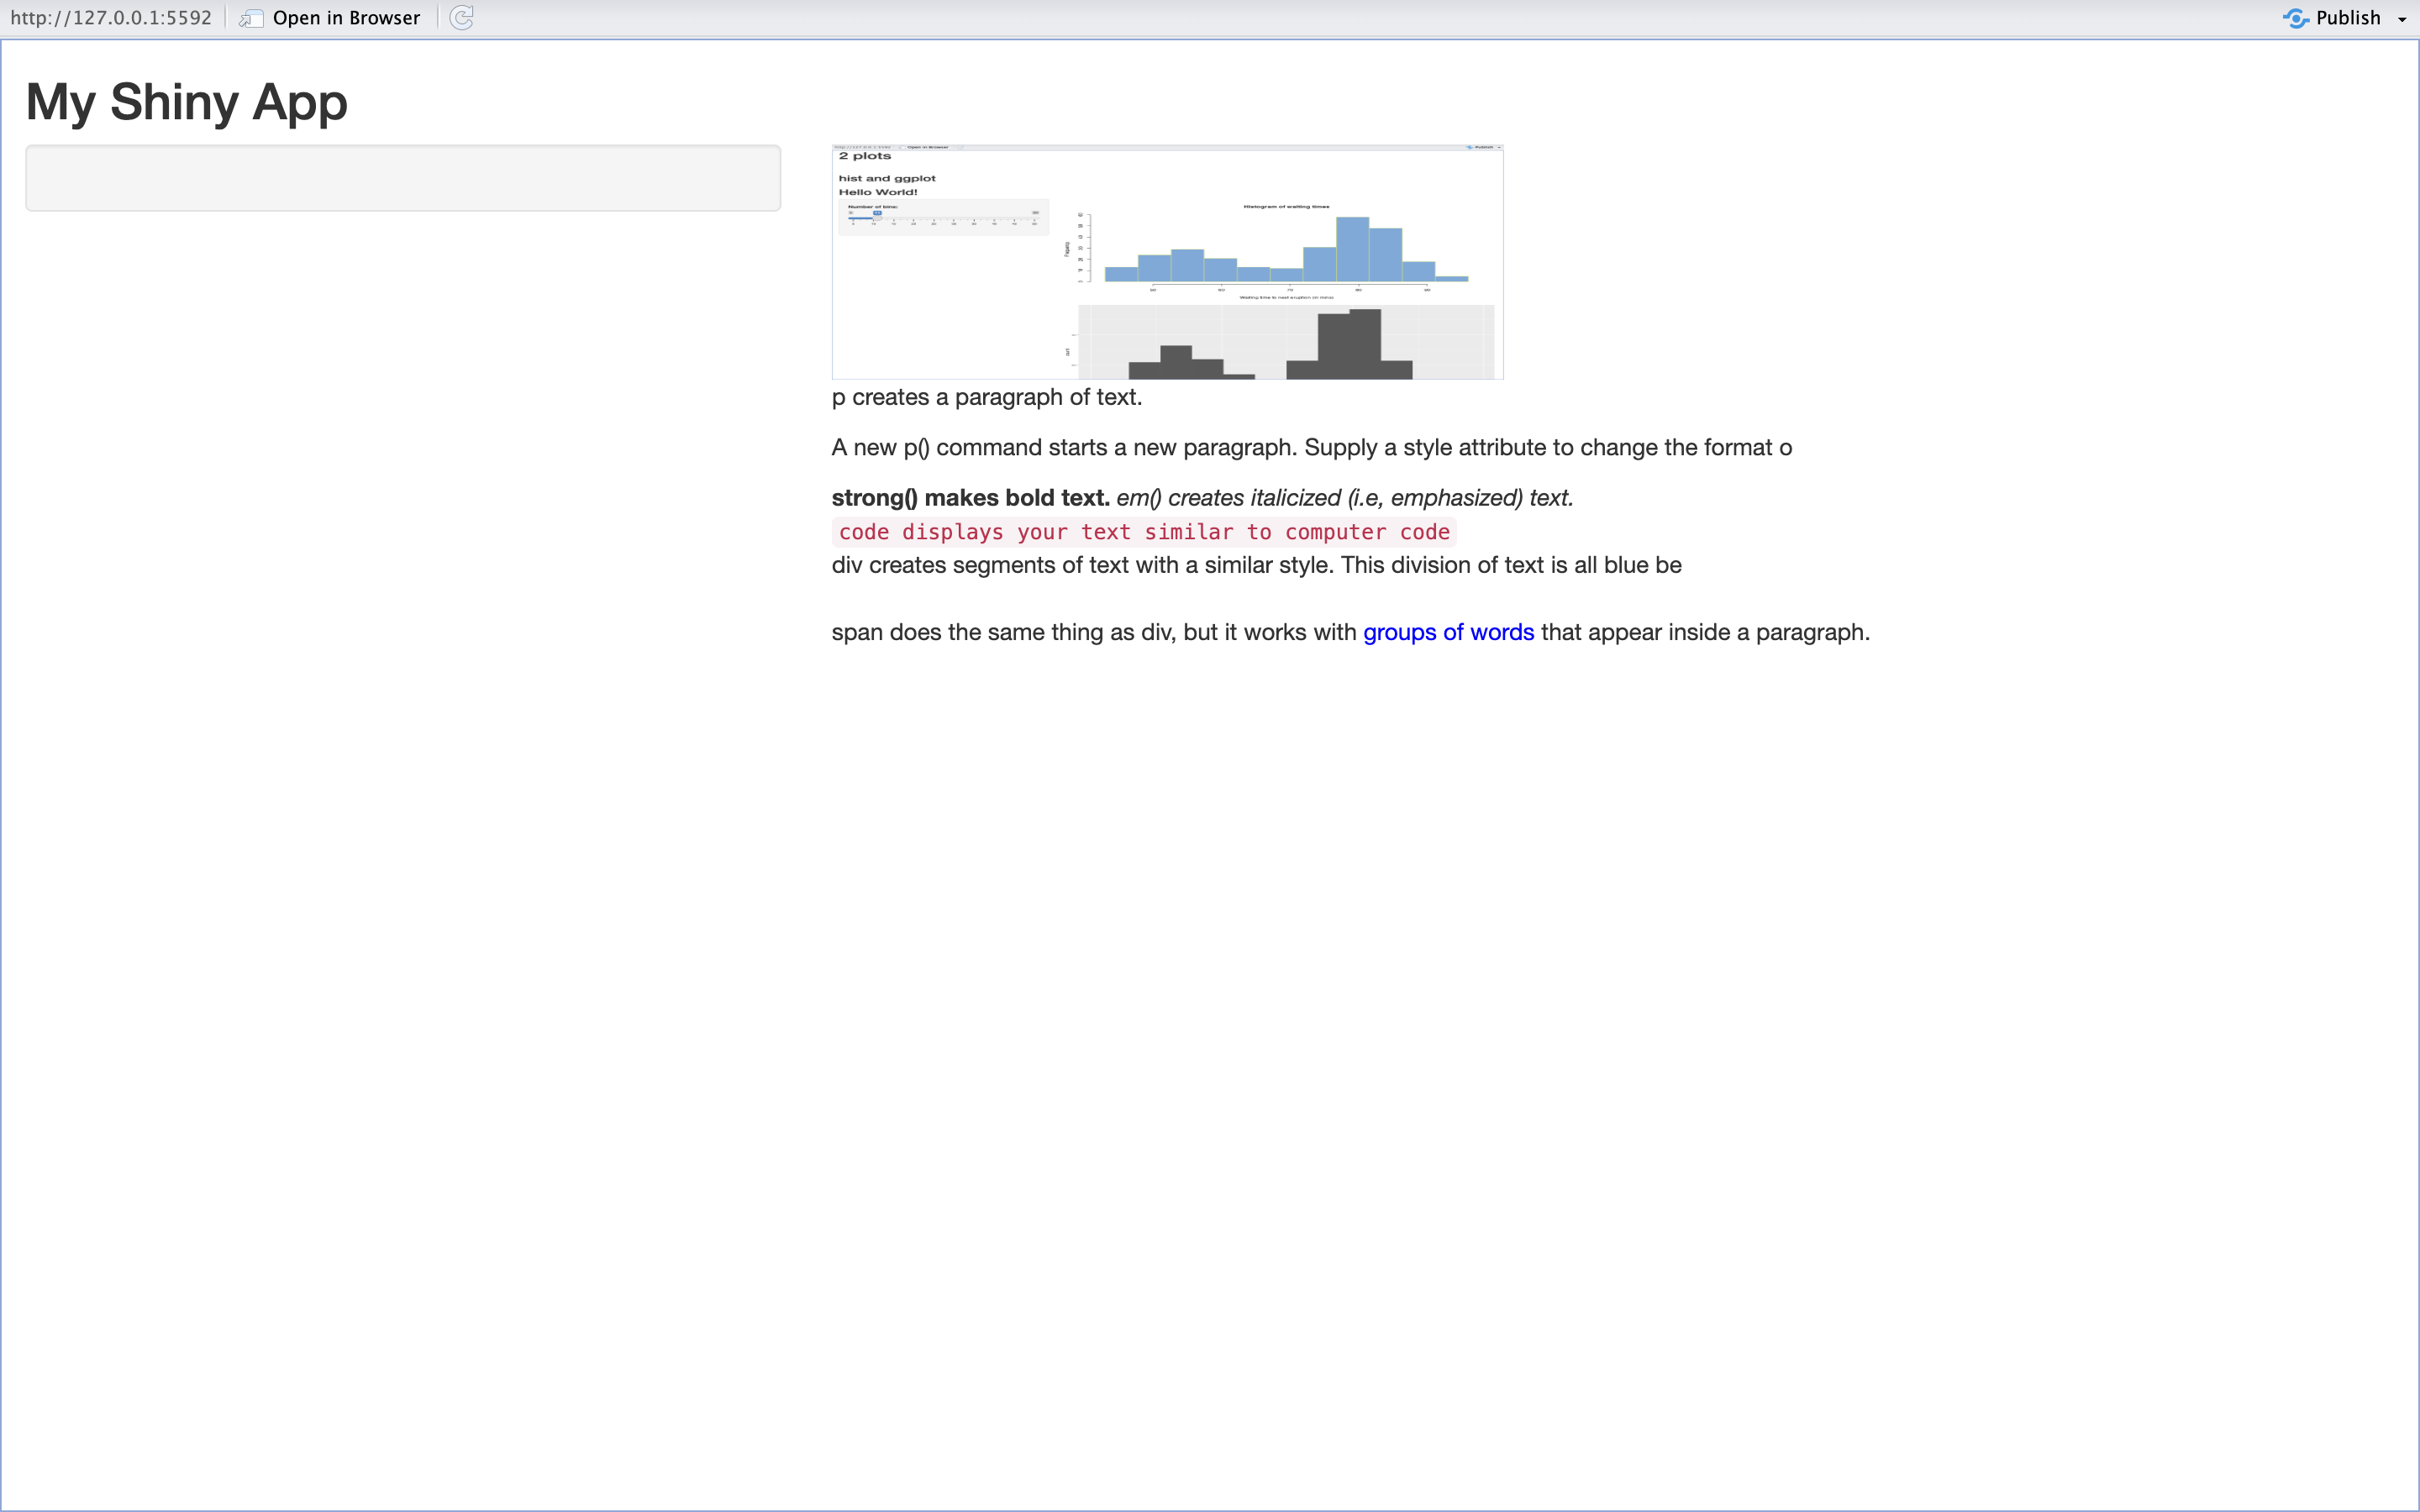 http://127.0.0.1:5592 Open in Browser Publish
My Shiny App
2 plots
hist and ggplot
Hello World!
Number of bins:
Histogram of waiting times
Waiting time to next eruption (in mins)
p creates a paragraph of text.
A new p() command starts a new paragraph. Supply a style attribute to change the format o
strong() makes bold text. em() creates italicized (i.e, emphasized) text.
code displays your text similar to computer code
div creates segments of text with a similar style. This division of text is all blue be
span does the same thing as div, but it works with groups of words that appear inside a paragraph.